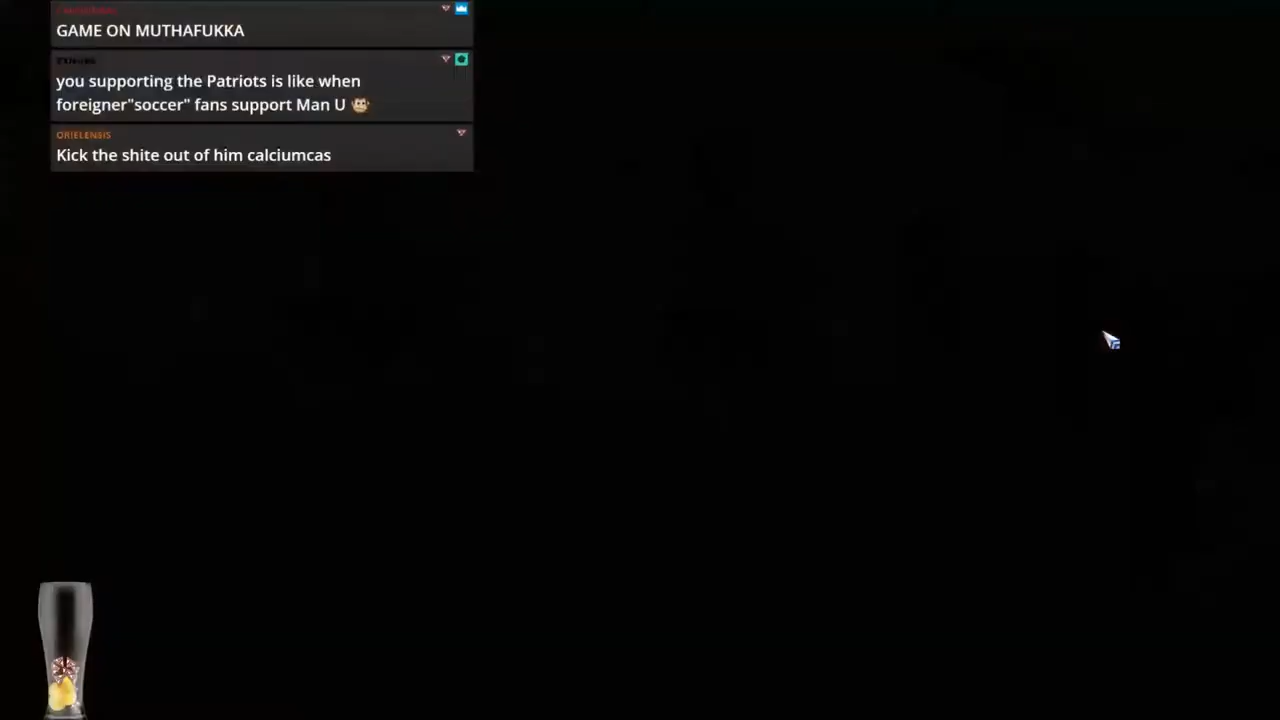 GAME ON MUTHAFUKKA
you supporting the Patriots is like when
foreigner"soccer" fans support Man U
ORIELENSIS
Kick the shite out of him calciumcas